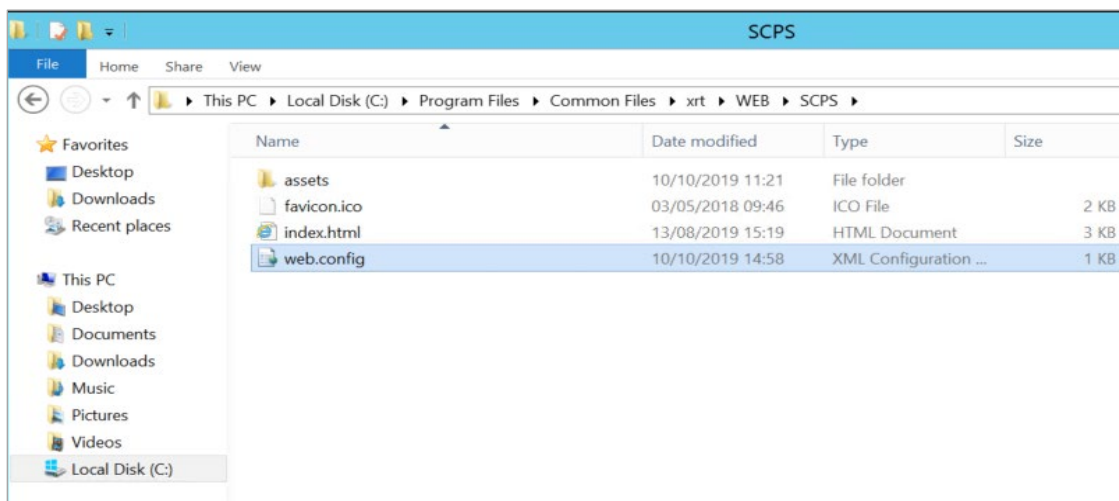 SCPS
File Home Share View
This PC Local Disk (C:) Program Files Common Files xrt WEB SCPS
Favorites
Desktop
Downloads
Recent places
This PC
Desktop
Documents
Downloads
Music
Pictures
Videos
Local Disk (C:)
Name Date modified Type Size
assets 10/10/2019 11:21 File folder
favicon.ico 03/05/2018 09:46 ICO File 2 KB
index.html 13/08/2019 15:19 HTML Document 3 KB
web.config 10/10/2019 14:58 XML Configuration ... 1 KB